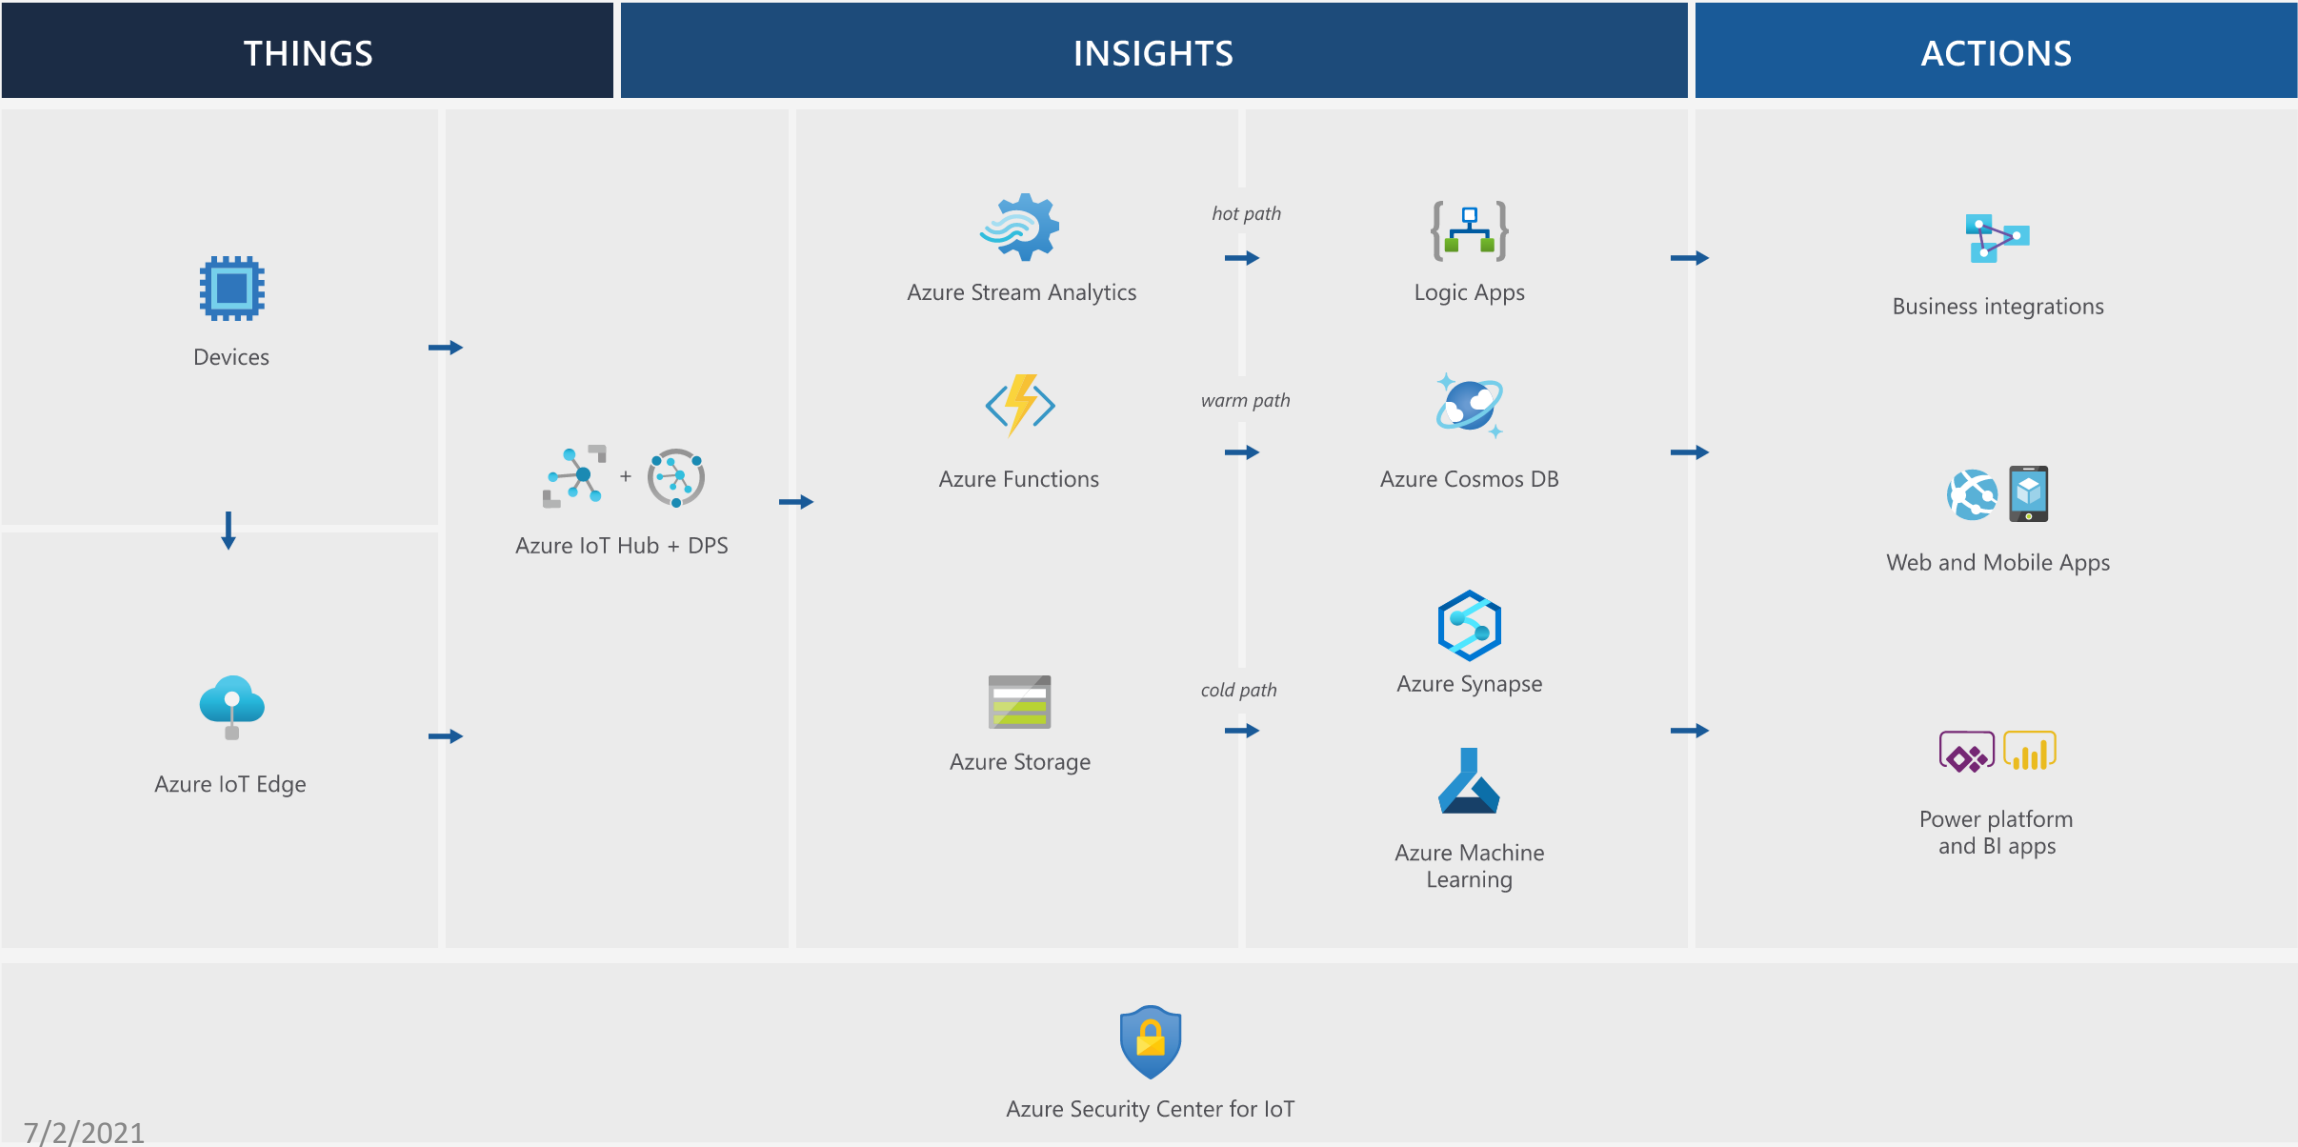 THINGS
INSIGHTS
ACTIONS
Devices
Azure IoT Edge
+
Azure IoT Hub + DPS
Azure Stream Analytics
hot path
Logic Apps
Azure Functions
warm path
Azure Cosmos DB
Azure Storage
cold path
Azure Synapse
Azure Machine
Learning
Business integrations
Web and Mobile Apps
Power platform
and BI apps
Azure Security Center for IoT
7/2/2021